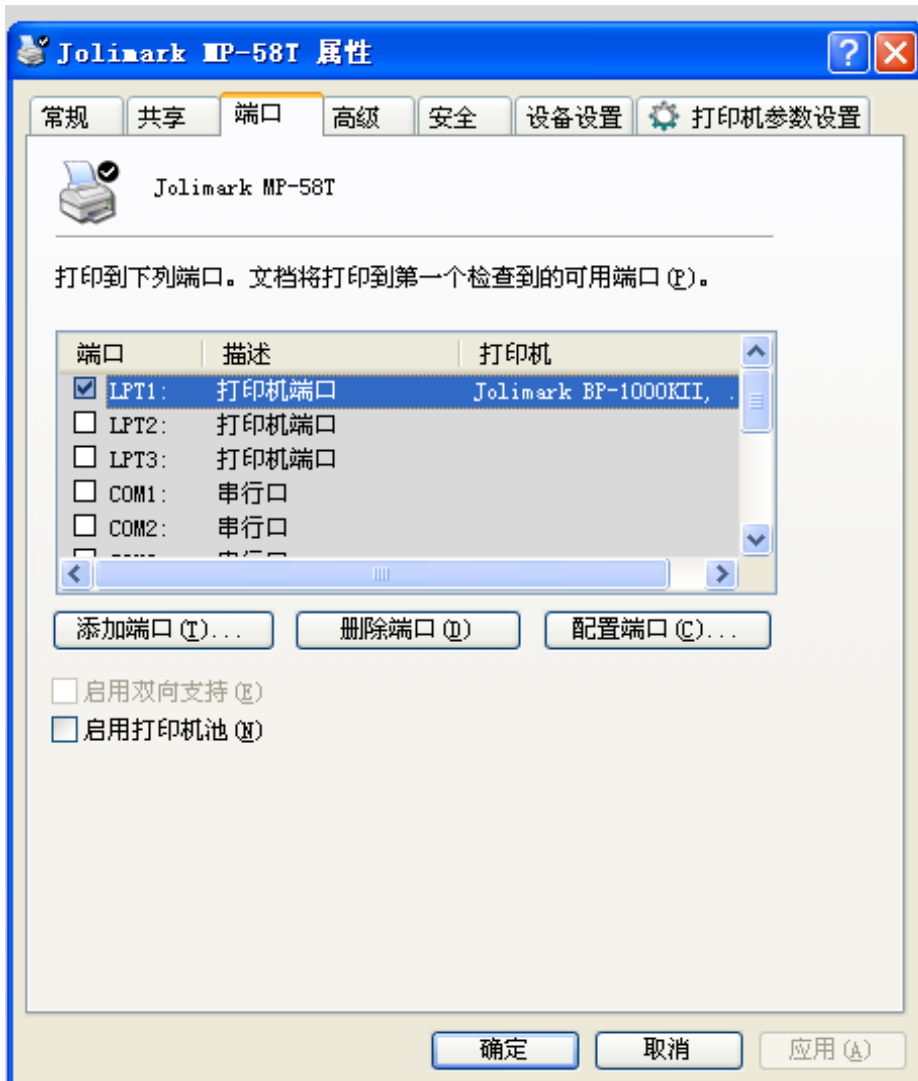 Jolimark MP-58T 属性
常规 共享 端口 高级 安全 设备设置 打印机参数设置
Jolimark MP-58T
打印到下列端口。文档将打印到第一个检查到的可用端口(P)。
端口 描述 打印机
LPT1: 打印机端口 Jolimark BP-1000KII, .
LPT2: 打印机端口
LPT3: 打印机端口
COM1: 串行口
COM2: 串行口
添加端口(T)... 删除端口(D) 配置端口(C)...
启用双向支持(E)
启用打印机池(N)
确定 取消 应用(A)